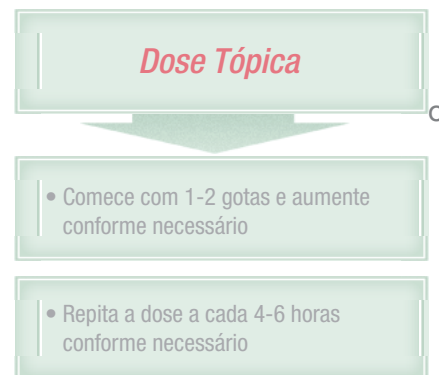 Dose Tópica
• Comece com 1-2 gotas e aumente
conforme necessário
• Repita a dose a cada 4-6 horas
conforme necessário